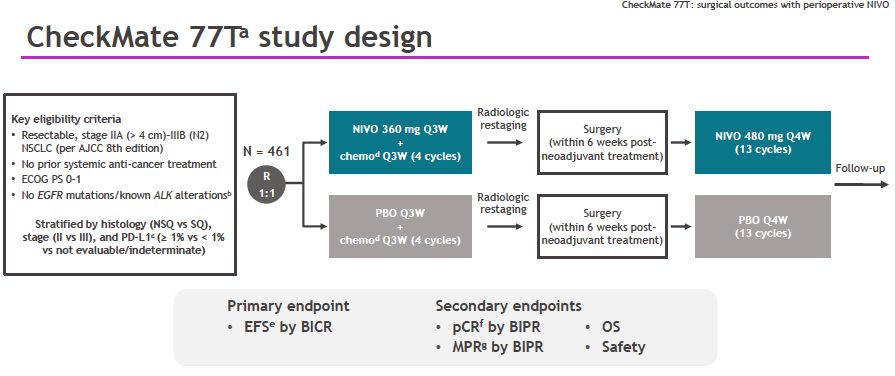 CheckMate 77T: surgical outcomes with perioperative NIVO
CheckMate 77Tᵃ study design
Key eligibility criteria
• Resectable, stage IIA (> 4 cm)–IIIB (N2)
NSCLC (per AJCC 8th edition)
• No prior systemic anti-cancer treatment
• ECOG PS 0-1
• No EGFR mutations/known ALK alterationsᵇ
Stratified by histology (NSQ vs SQ),
stage (II vs III), and PD-L1ᶜ (≥ 1% vs < 1%
vs not evaluable/indeterminate)
N = 461
R
1:1
NIVO 360 mg Q3W
+
chemoᵈ Q3W (4 cycles)
Radiologic
restaging
Surgery
(within 6 weeks post-
neoadjuvant treatment)
NIVO 480 mg Q4W
(13 cycles)
PBO Q3W
+
chemoᵈ Q3W (4 cycles)
Radiologic
restaging
Surgery
(within 6 weeks post-
neoadjuvant treatment)
PBO Q4W
(13 cycles)
Follow-up
Primary endpoint
• EFSᵉ by BICR
Secondary endpoints
• pCRᶠ by BIPR
• MPRᵍ by BIPR
• OS
• Safety